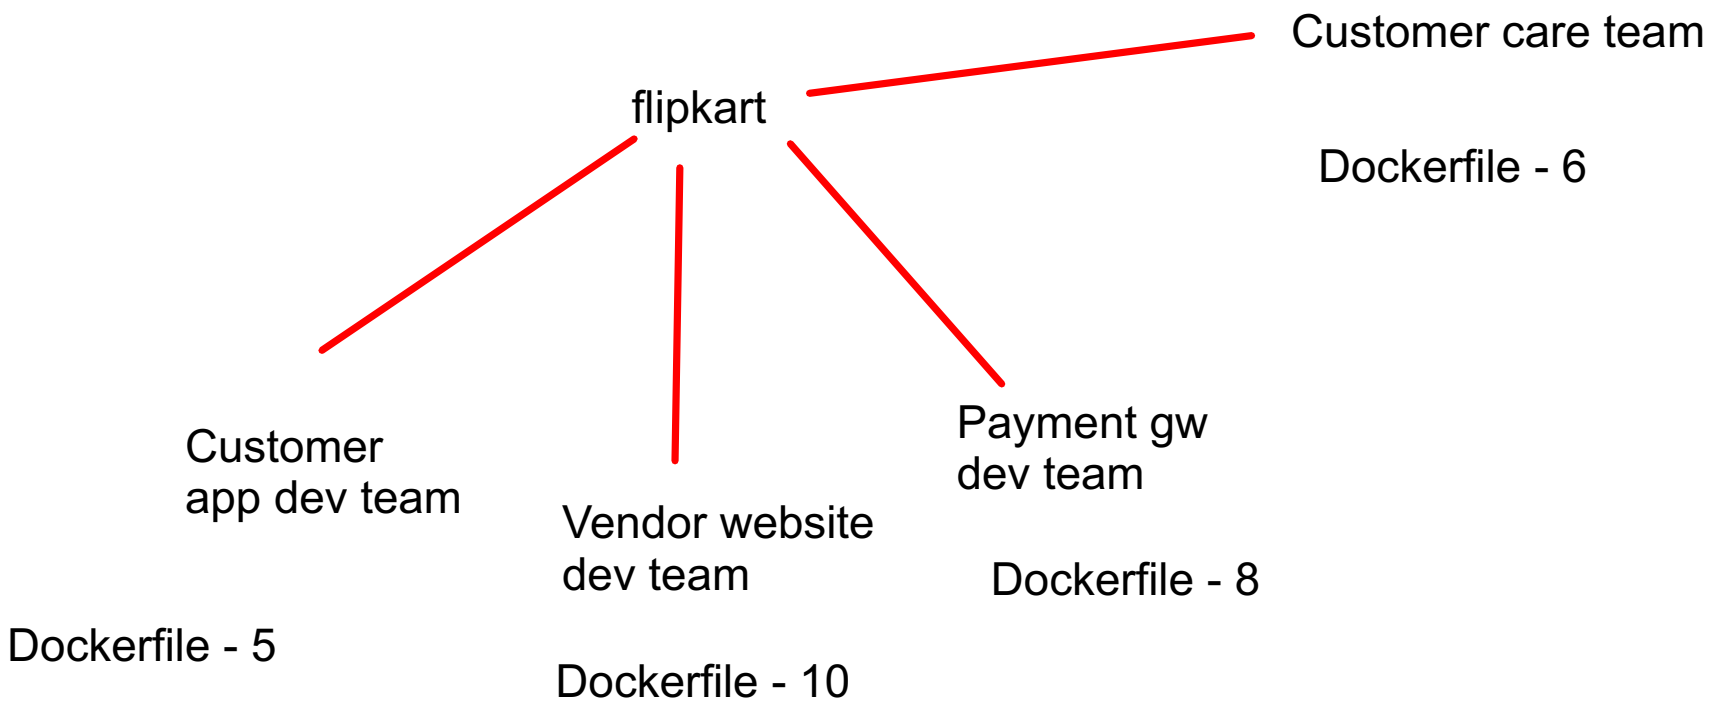 Customer care team
flipkart
Dockerfile - 6
Customer
app dev team
Vendor website
dev team
Payment gw
dev team
Dockerfile - 5
Dockerfile - 10
Dockerfile - 8